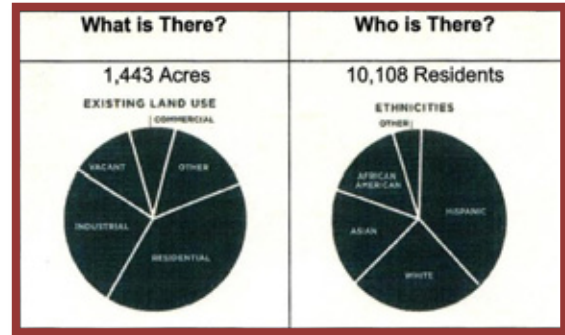 What is There?
Who is There?
1,443 Acres
10,108 Residents
EXISTING LAND USE
ETHNICITIES
COMMERCIAL
OTHER
VACANT
OTHER
AFRICAN
AMERICAN
INDUSTRIAL
HISPANIC
ASIAN
RESIDENTIAL
WHITE